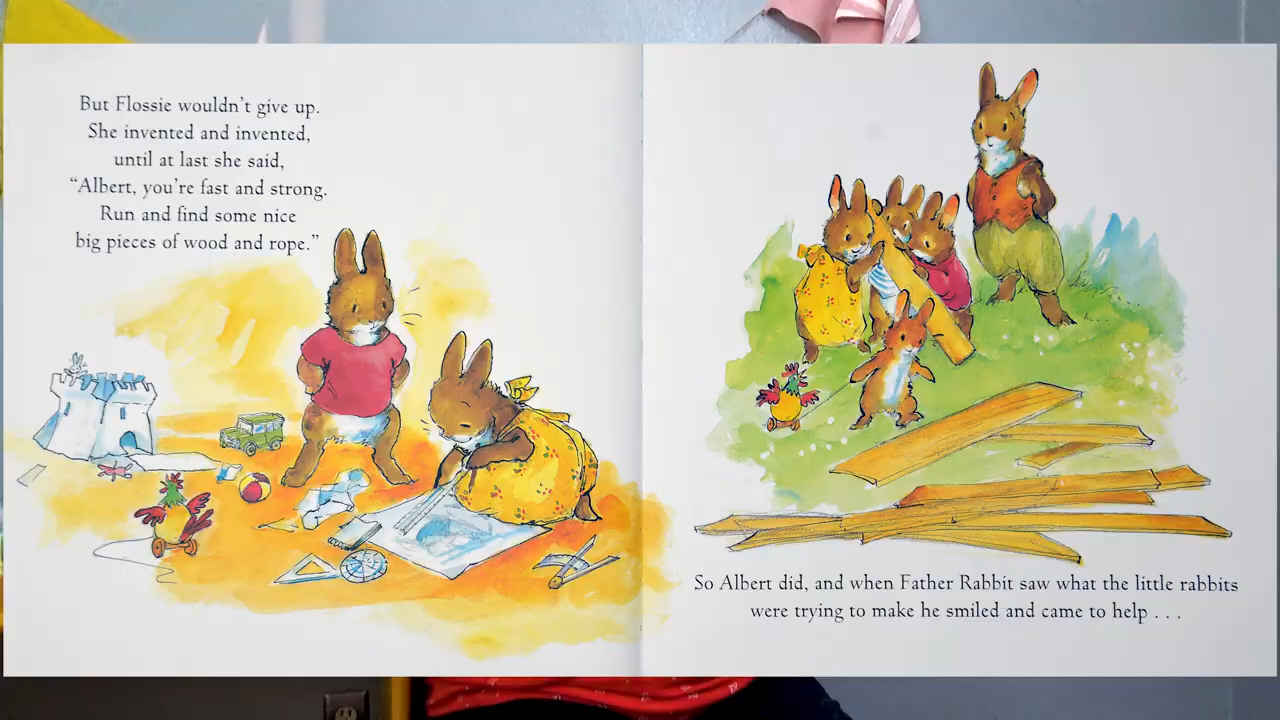 But Flossie wouldn't give up.
She invented and invented,
until at last she said,
“Albert, you're fast and strong.
Run and find some nice
big pieces of wood and rope.”
So Albert did, and when Father Rabbit saw what the little rabbits
were trying to make he smiled and came to help . . .